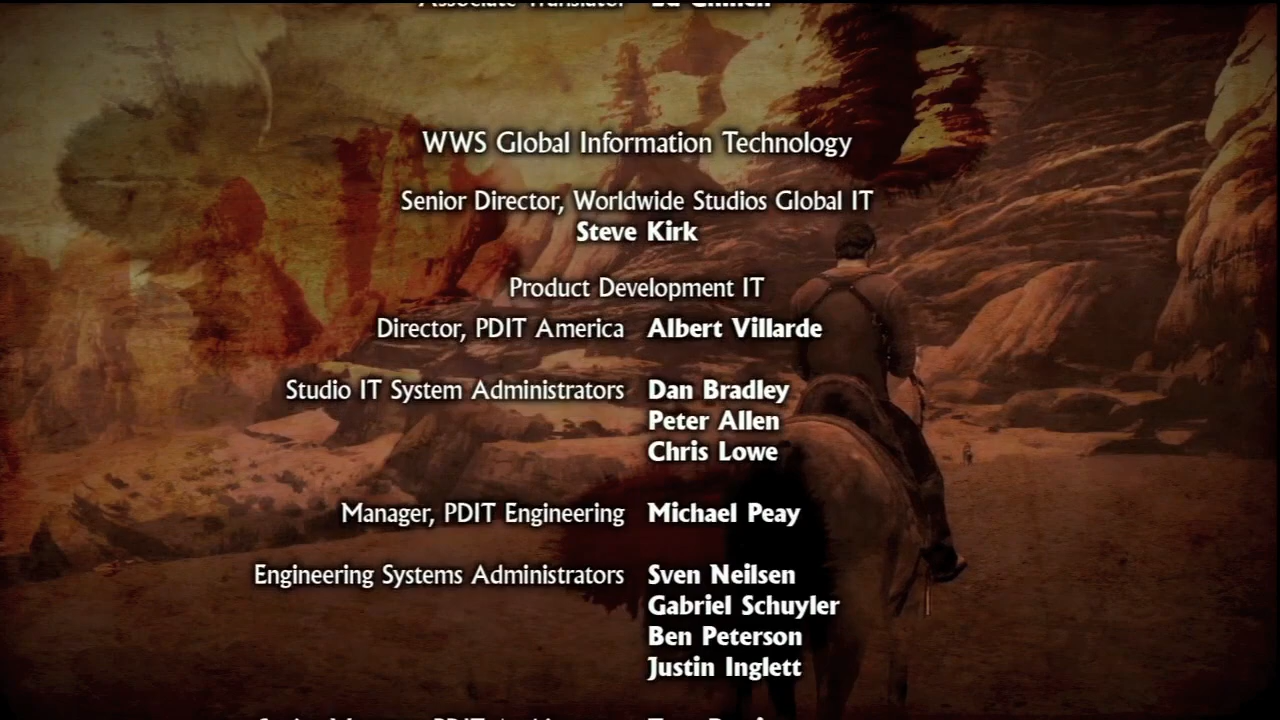 Associate Translator
WWS Global Information Technology
Senior Director, Worldwide Studios Global IT
Steve Kirk
Product Development IT
Director, PDIT America Albert Villarde
Studio IT System Administrators Dan Bradley
Peter Allen
Chris Lowe
Manager, PDIT Engineering Michael Peay
Engineering Systems Administrators Sven Neilsen
Gabriel Schuyler
Ben Peterson
Justin Inglett